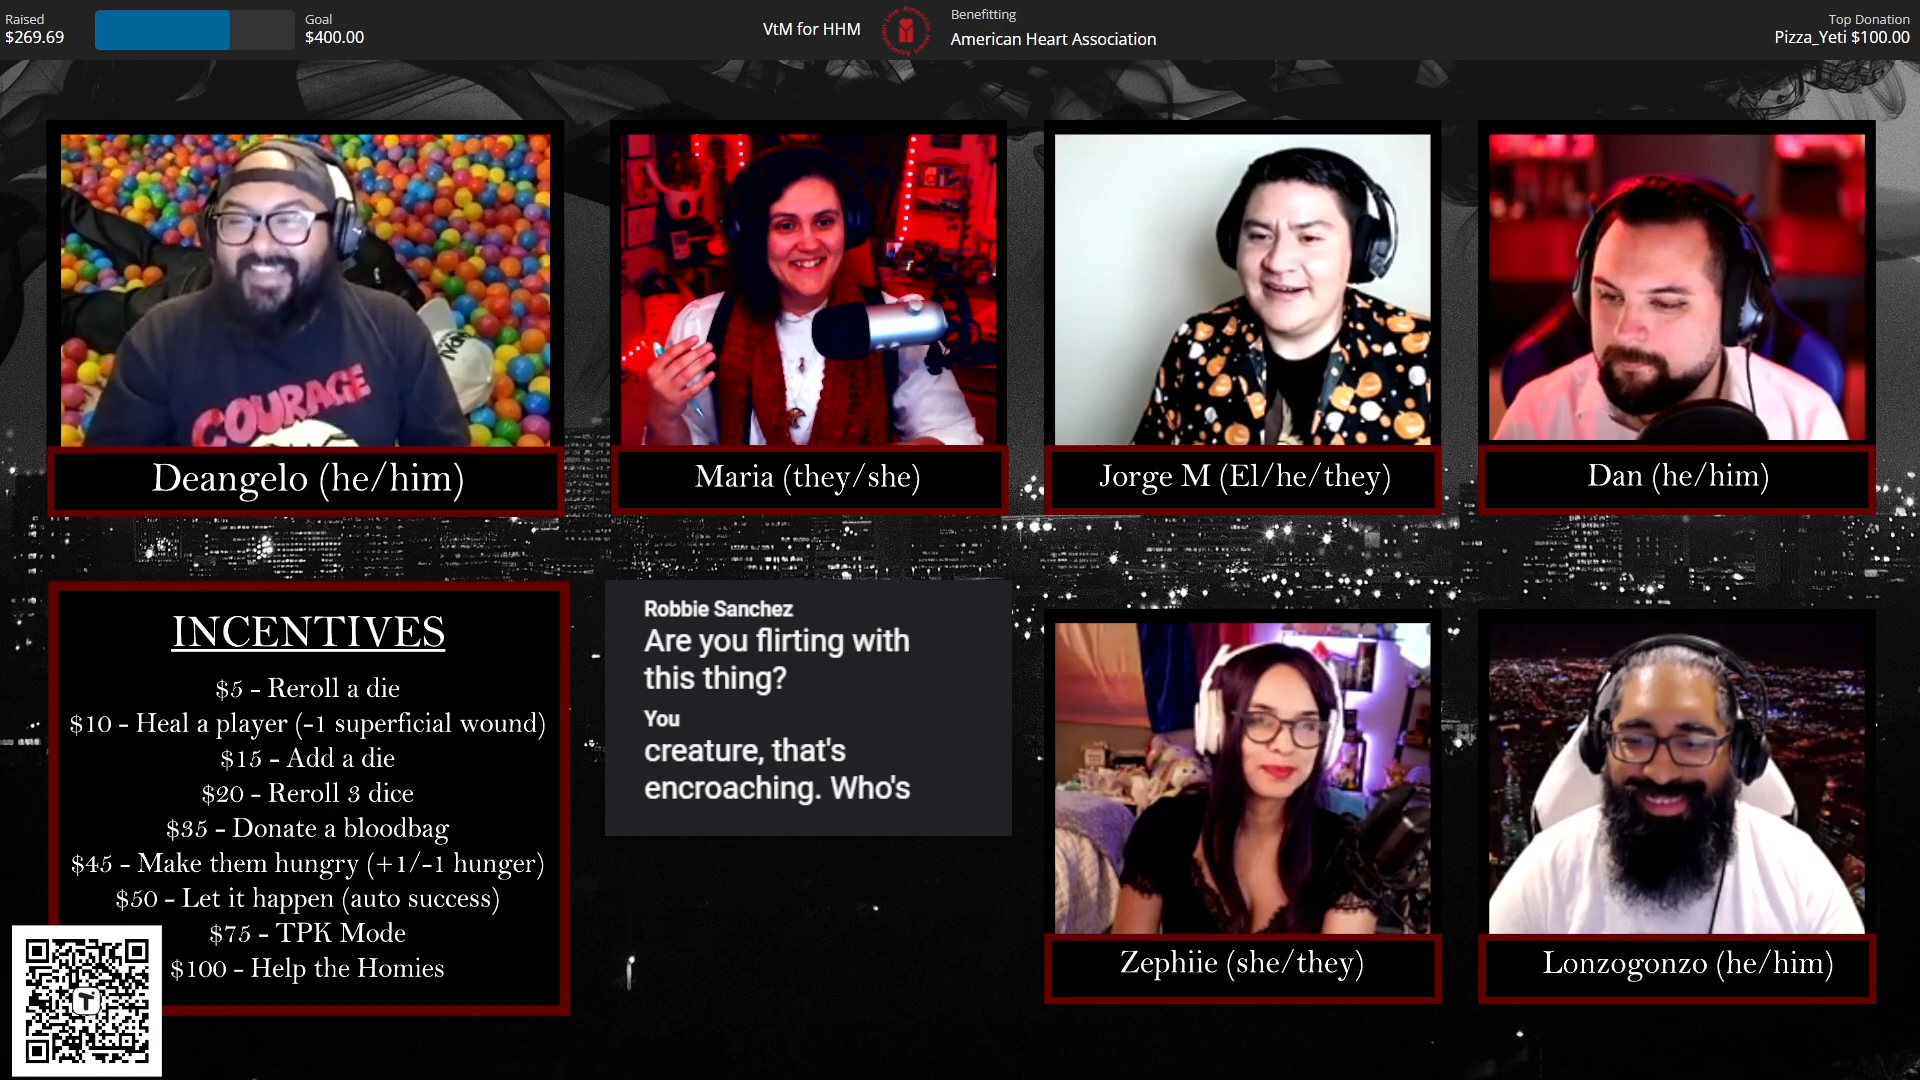 Raised
$269.69
Goal
$400.00
VtM for HHM
Benefitting
American Heart Association
Top Donation
Pizza_Yeti $100.00
COURAGE
Deangelo (he/him)
Maria (they/she)
Jorge M (El/he/they)
Dan (he/him)
INCENTIVES
$5 - Reroll a die
$10 - Heal a player (-1 superficial wound)
$15 - Add a die
$20 - Reroll 3 dice
$35 - Donate a bloodbag
$45 - Make them hungry (+1/-1 hunger)
$50 - Let it happen (auto success)
$75 - TPK Mode
$100 - Help the Homies
T
Robbie Sanchez
Are you flirting with
this thing?
You
creature, that's
encroaching. Who's
Zephiie (she/they)
Lonzogonzo (he/him)